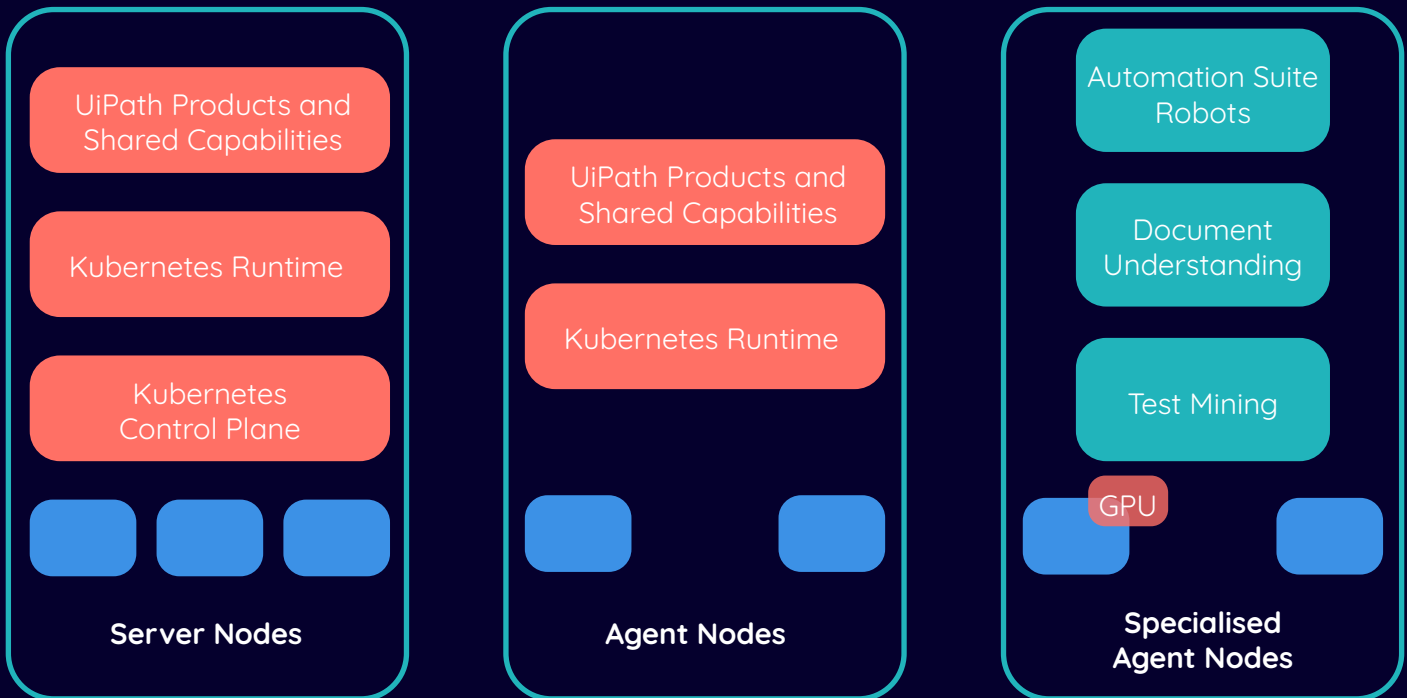 UiPath Products and
Shared Capabilities
Kubernetes Runtime
Kubernetes
Control Plane
Server Nodes
UiPath Products and
Shared Capabilities
Kubernetes Runtime
Agent Nodes
Automation Suite
Robots
Document
Understanding
Test Mining
GPU
Specialised
Agent Nodes